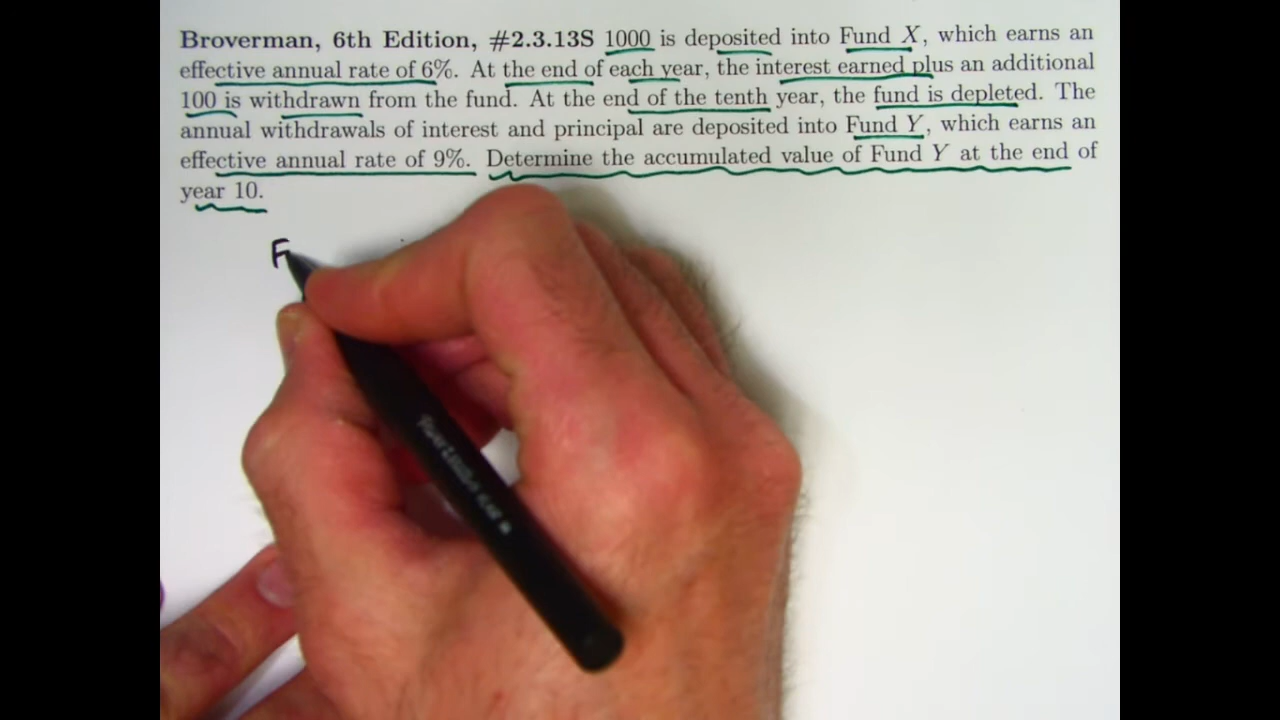 Broverman, 6th Edition, #2.3.13S 1000 is deposited into Fund X, which earns an
effective annual rate of 6%. At the end of each year, the interest earned plus an additional
100 is withdrawn from the fund. At the end of the tenth year, the fund is depleted. The
annual withdrawals of interest and principal are deposited into Fund Y, which earns an
effective annual rate of 9%. Determine the accumulated value of Fund Y at the end of
year 10.
F